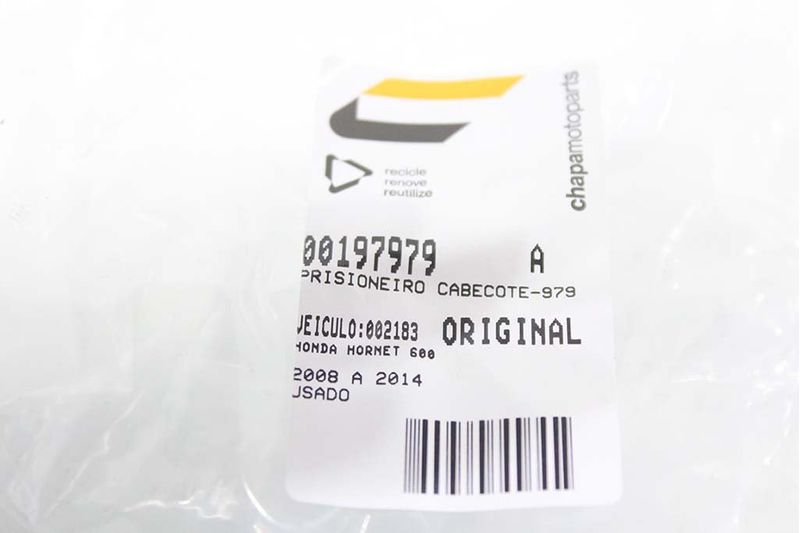 chapamotoparts
recicle
renove
reutilize
00197979 A
PRISIONEIRO CABECOTE-979
VEICULO:002183 ORIGINAL
HONDA HORNET 600
2008 A 2014
USADO